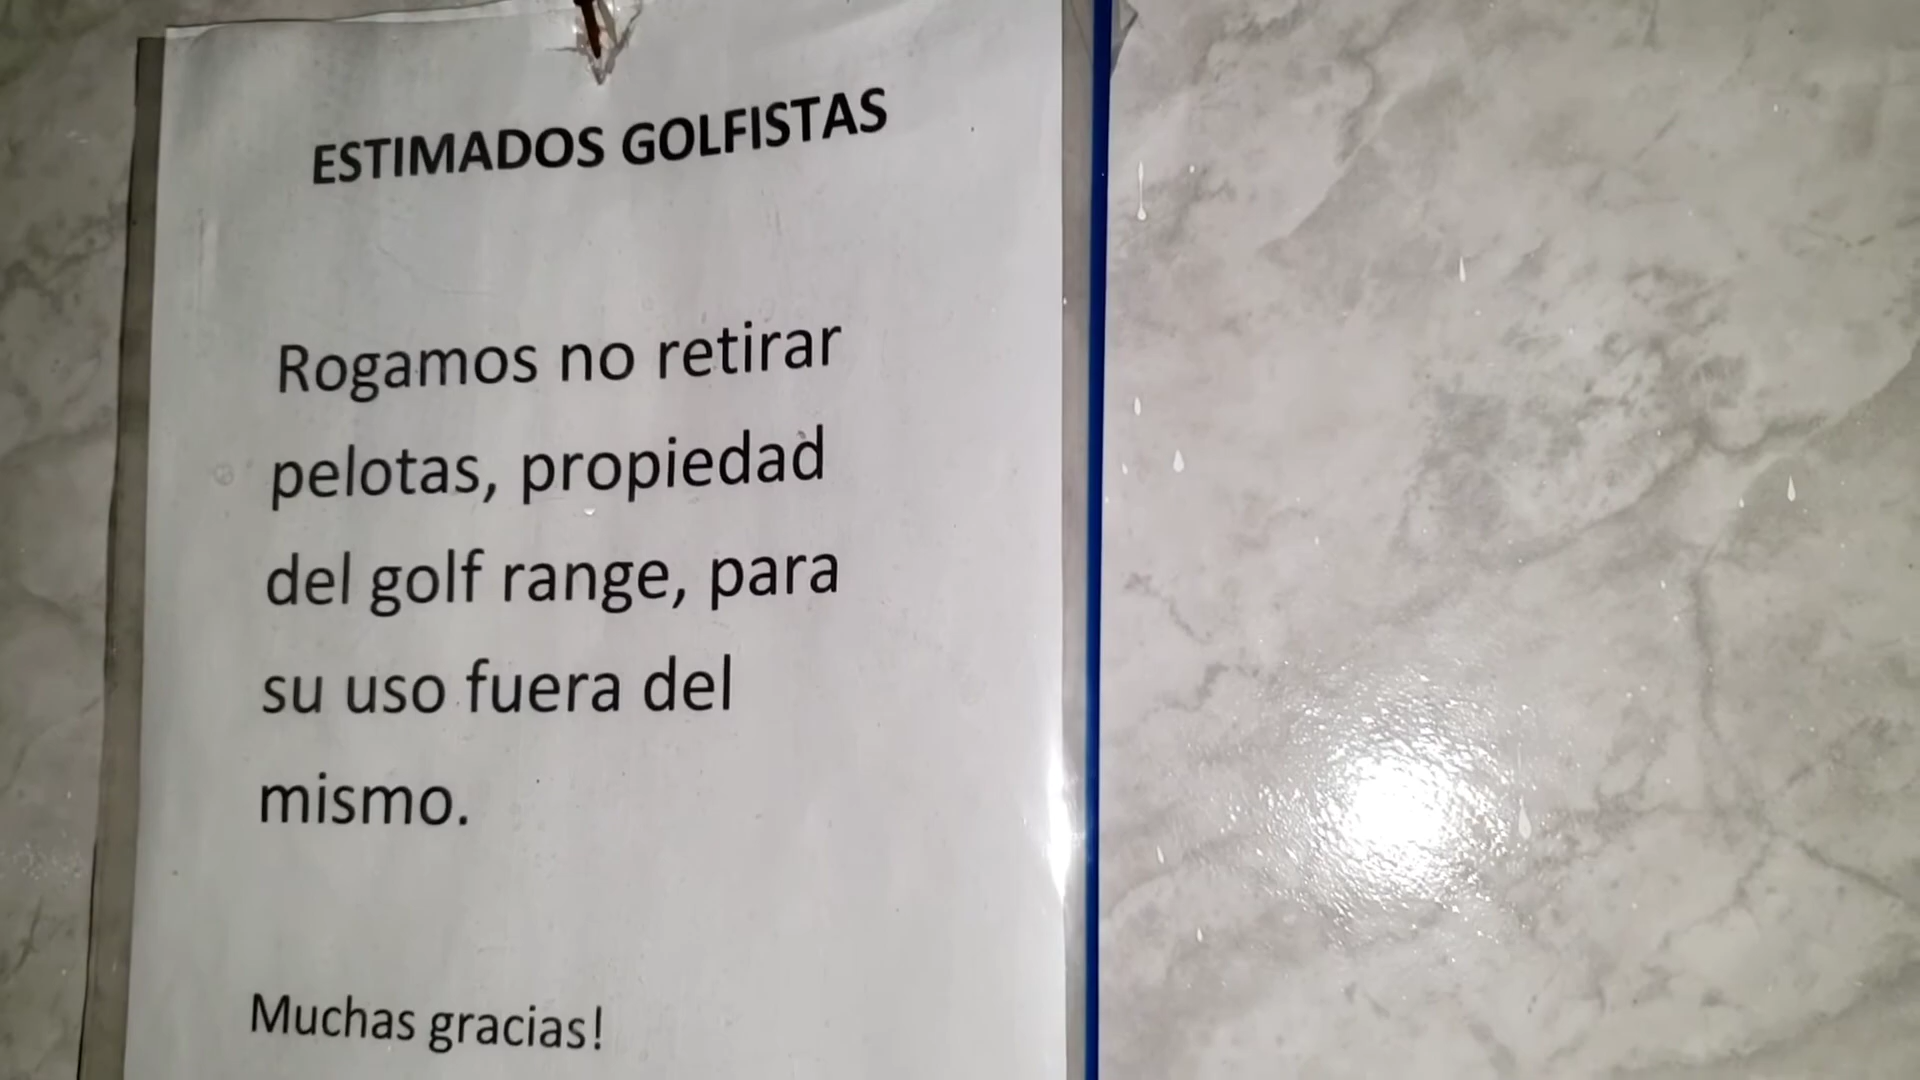 ESTIMADOS GOLFISTAS
Rogamos no retirar
pelotas, propiedad
del golf range, para
su uso fuera del
mismo.
Muchas gracias!